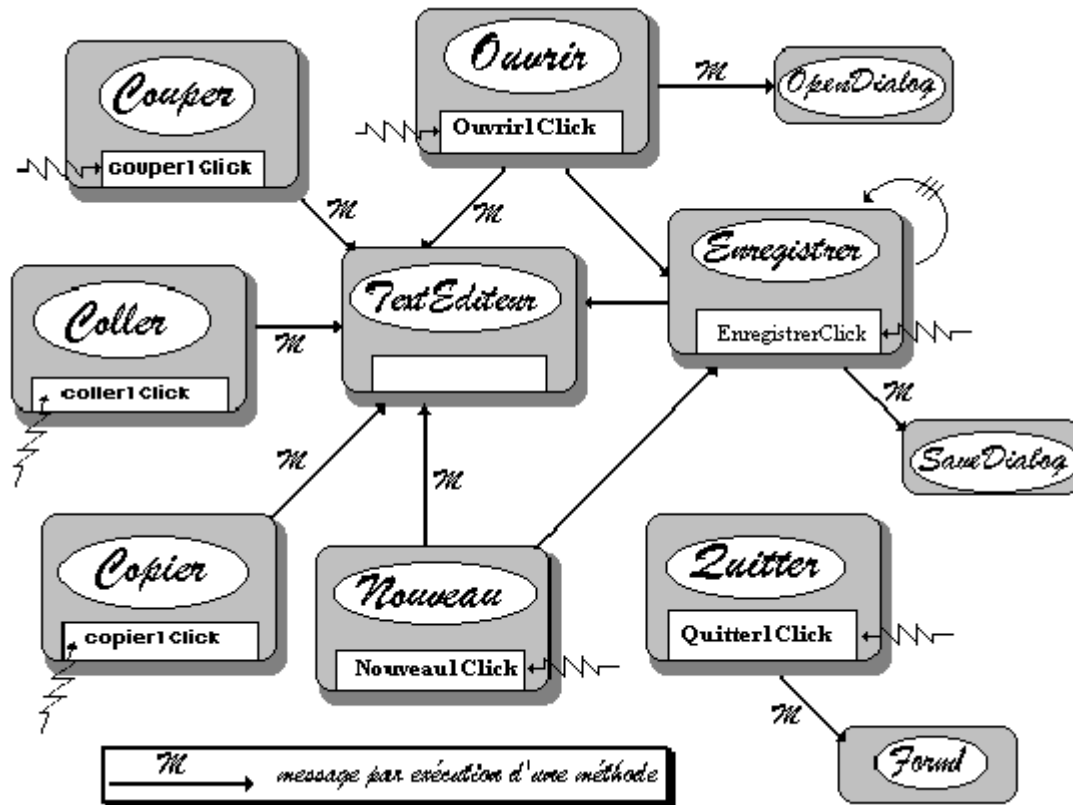 Couper
couper1Click
Ouvrir
Ouvrir1Click
M
OpenDialog
M
M
Enregistrer
EnregistrerClick
TextEditeur
Coller
coller1Click
M
M
SaveDialog
M
M
Copier
copier1Click
Nouveau
Nouveau1Click
Quitter
Quitter1Click
M
Form1
M
message par exécution d'une méthode